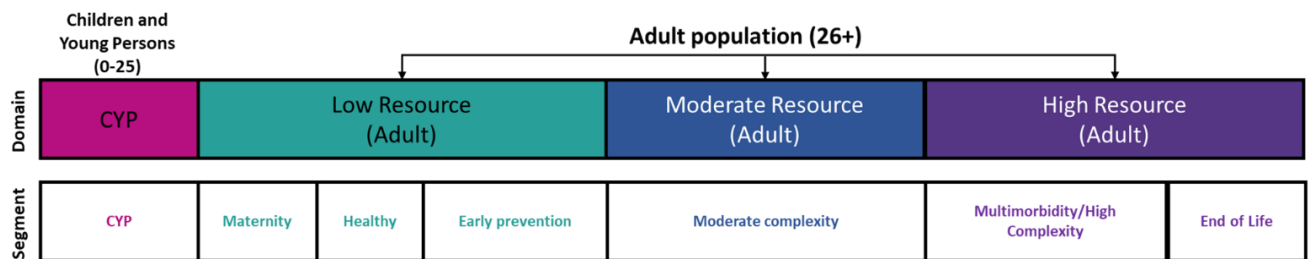 Children and
Young Persons
(0-25)
Adult population (26+)
Domain
CYP
Low Resource
(Adult)
Moderate Resource
(Adult)
High Resource
(Adult)
Segment
CYP
Maternity
Healthy
Early prevention
Moderate complexity
Multimorbidity/High
Complexity
End of Life